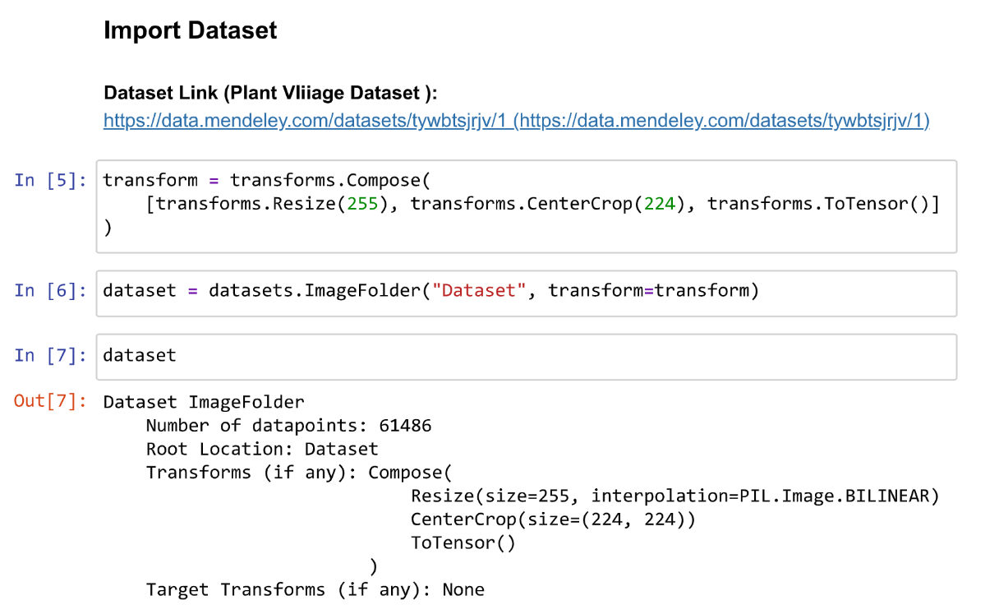 Import Dataset
Dataset Link (Plant Vliiage Dataset ):
https://data.mendeley.com/datasets/tywbtsjrjv/1 (https://data.mendeley.com/datasets/tywbtsjrjv/1)
In [5]: transform = transforms.Compose(
[transforms.Resize(255), transforms.CenterCrop(224), transforms.ToTensor()]
)
In [6]: dataset = datasets.ImageFolder("Dataset", transform=transform)
In [7]: dataset
Out[7]: Dataset ImageFolder
Number of datapoints: 61486
Root Location: Dataset
Transforms (if any): Compose(
Resize(size=255, interpolation=PIL.Image.BILINEAR)
CenterCrop(size=(224, 224))
ToTensor()
)
Target Transforms (if any): None